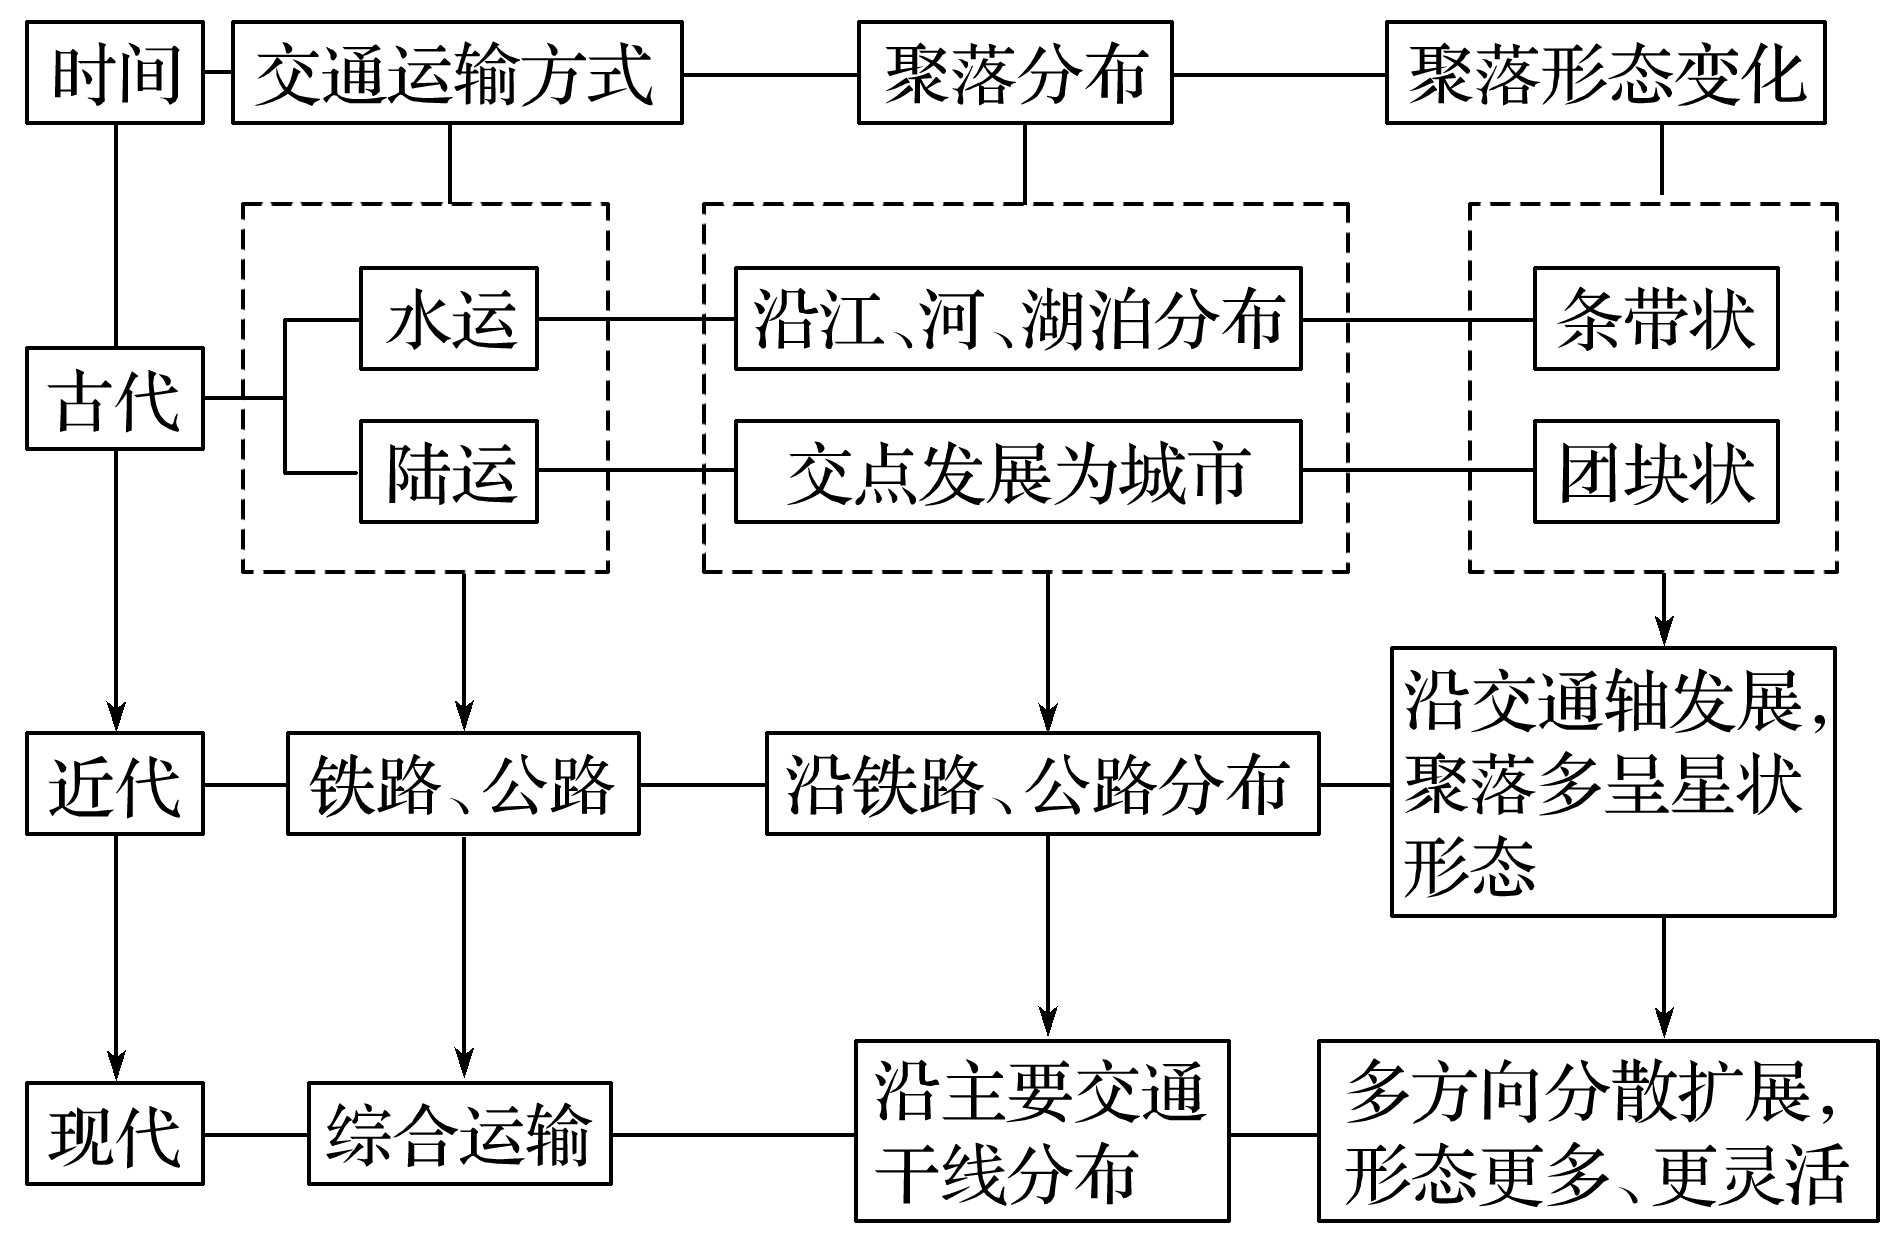 时间
交通运输方式
聚落分布
聚落形态变化
古代
水运
沿江、河、湖泊分布
条带状
陆运
交点发展为城市
团块状
近代
铁路、公路
沿铁路、公路分布
沿交通轴发展，
聚落多呈星状
形态
现代
综合运输
沿主要交通
干线分布
多方向分散扩展，
形态更多、更灵活